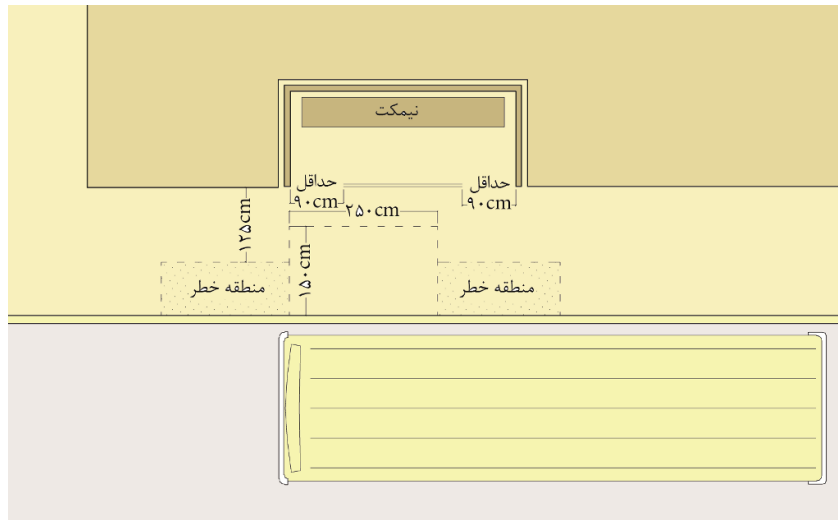 نیمکت
حداقل
۹۰cm
حداقل
۹۰cm
۲۵۰cm
۱۲۵cm
۱۵۰cm
منطقه خطر
منطقه خطر